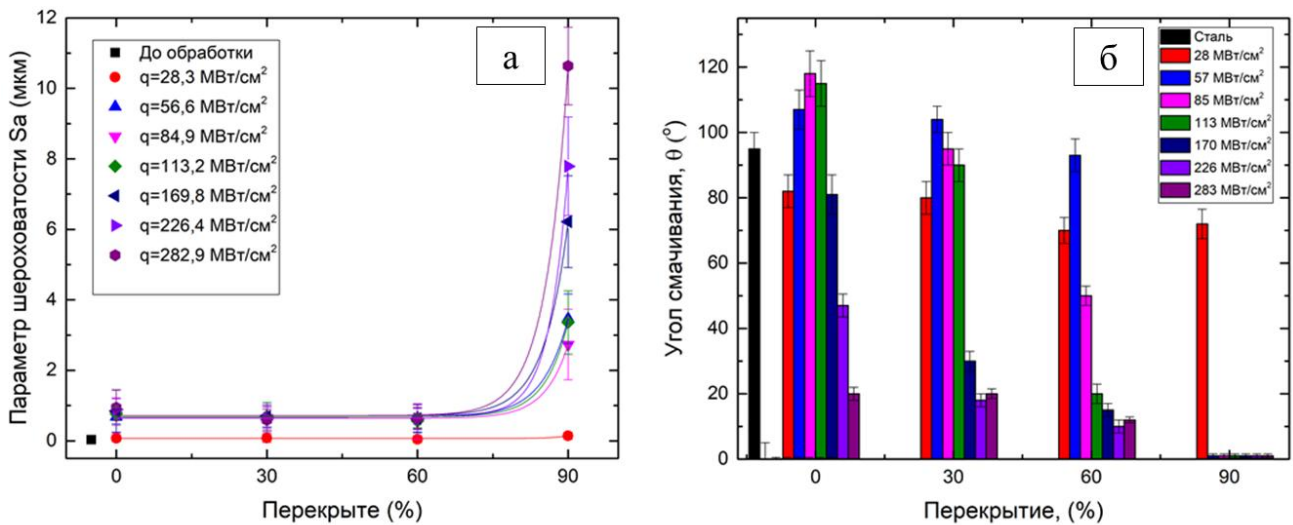 12
10
8
6
4
2
0
Параметр шероховатости Sa (мкм)
До обработки
q=28,3 МВт/см²
q=56,6 МВт/см²
q=84,9 МВт/см²
q=113,2 МВт/см²
q=169,8 МВт/см²
q=226,4 МВт/см²
q=282,9 МВт/см²
а
0 30 60 90
Перекрыте (%)
120
100
80
60
40
20
0
Угол смачивания, θ (°)
б
Сталь
28 МВт/см²
57 МВт/см²
85 МВт/см²
113 МВт/см²
170 МВт/см²
226 МВт/см²
283 МВт/см²
0 30 60 90
Перекрытие, (%)